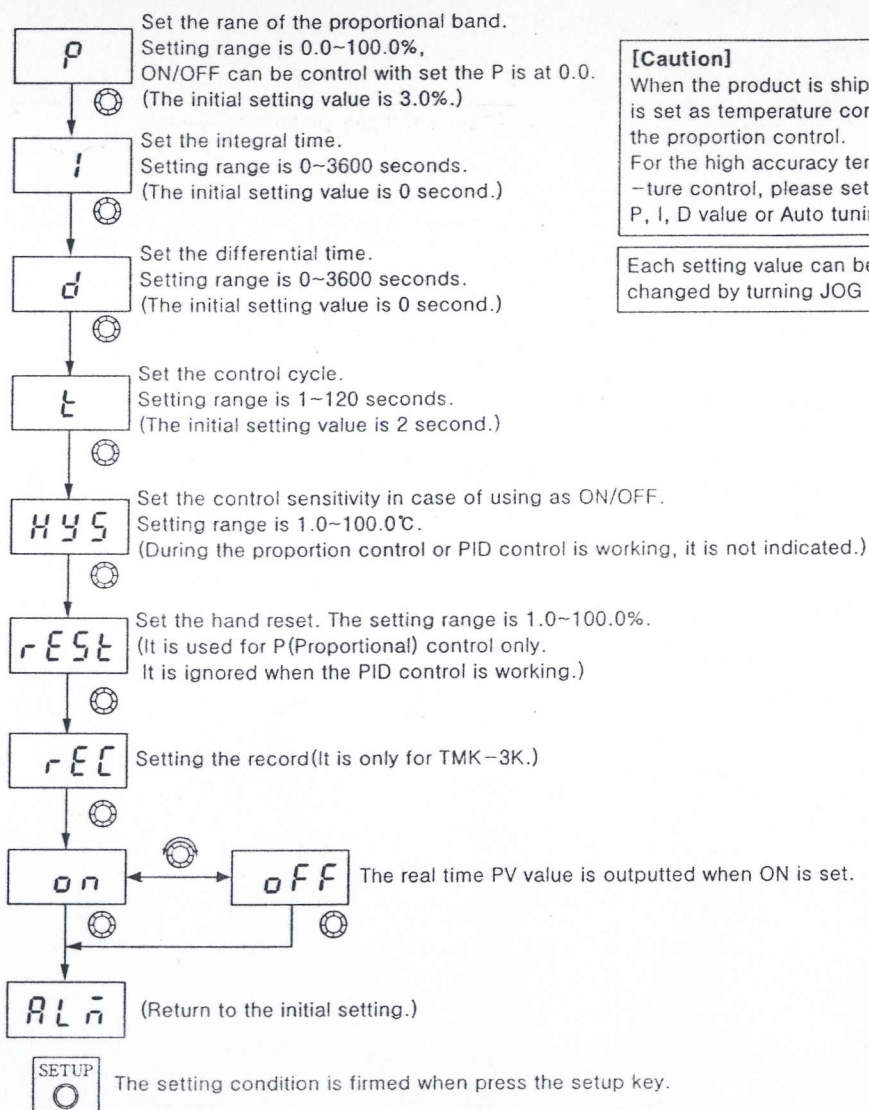 P
Set the rane of the proportional band.
Setting range is 0.0~100.0%,
ON/OFF can be control with set the P is at 0.0.
(The initial setting value is 3.0%.)
[Caution]
When the product is ship
is set as temperature cor
the proportion control.
For the high accuracy ter
-ture control, please set
P, I, D value or Auto tunii
Each setting value can be
changed by turning JOG
I
Set the integral time.
Setting range is 0~3600 seconds.
(The initial setting value is 0 second.)
d
Set the differential time.
Setting range is 0~3600 seconds.
(The initial setting value is 0 second.)
t
Set the control cycle.
Setting range is 1~120 seconds.
(The initial setting value is 2 second.)
HYS
Set the control sensitivity in case of using as ON/OFF.
Setting range is 1.0~100.0℃.
(During the proportion control or PID control is working, it is not indicated.)
rESt
Set the hand reset. The setting range is 1.0~100.0%.
(It is used for P(Proportional) control only.
It is ignored when the PID control is working.)
rEC
Setting the record(It is only for TMK-3K.)
on
oFF
The real time PV value is outputted when ON is set.
ALn̄
(Return to the initial setting.)
SETUP
The setting condition is firmed when press the setup key.